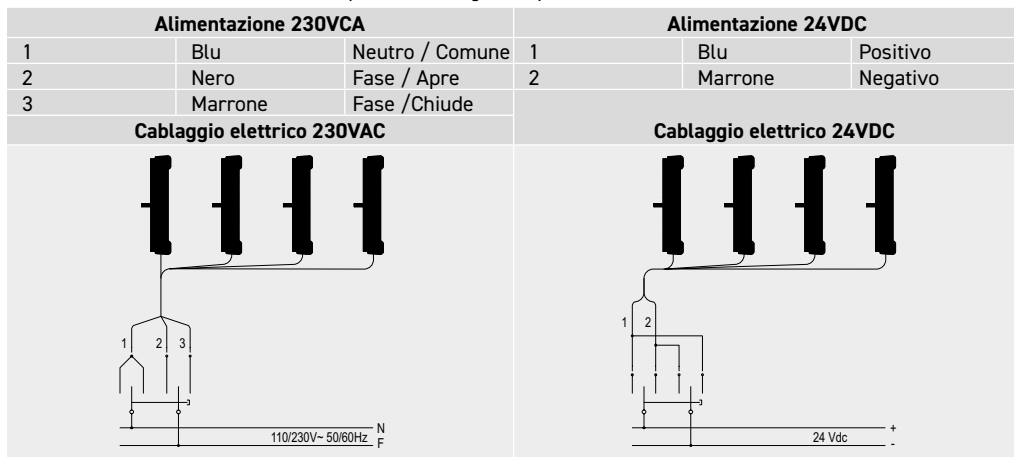 Alimentazione 230VCA
1 Blu Neutro / Comune
2 Nero Fase / Apre
3 Marrone Fase /Chiude
Cablaggio elettrico 230VAC
1 2 3
N
110/230V~ 50/60Hz
F
Alimentazione 24VDC
1 Blu Positivo
2 Marrone Negativo
Cablaggio elettrico 24VDC
1 2
+
24 Vdc
-